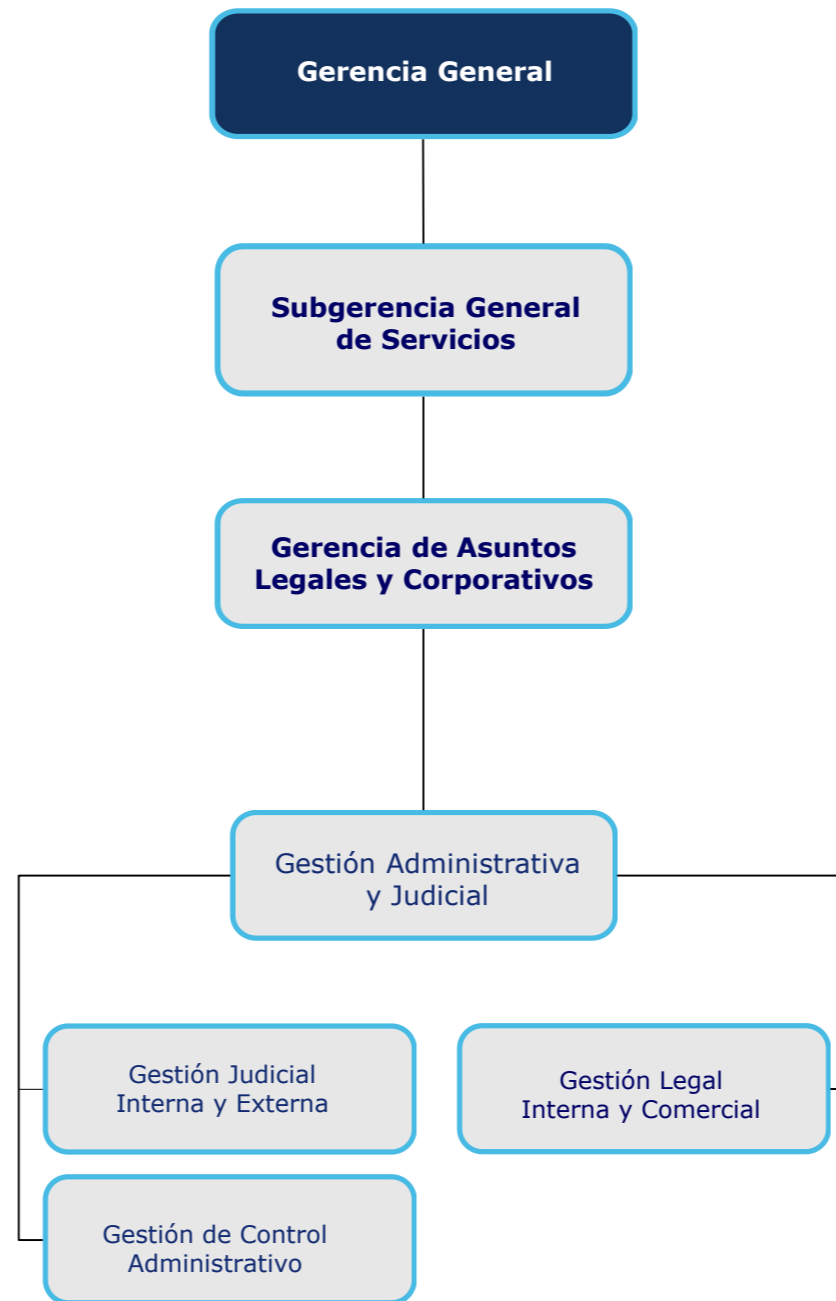 Gerencia General
Subgerencia General
de Servicios
Gerencia de Asuntos
Legales y Corporativos
Gestión Administrativa
y Judicial
Gestión Judicial
Interna y Externa
Gestión Legal
Interna y Comercial
Gestión de Control
Administrativo